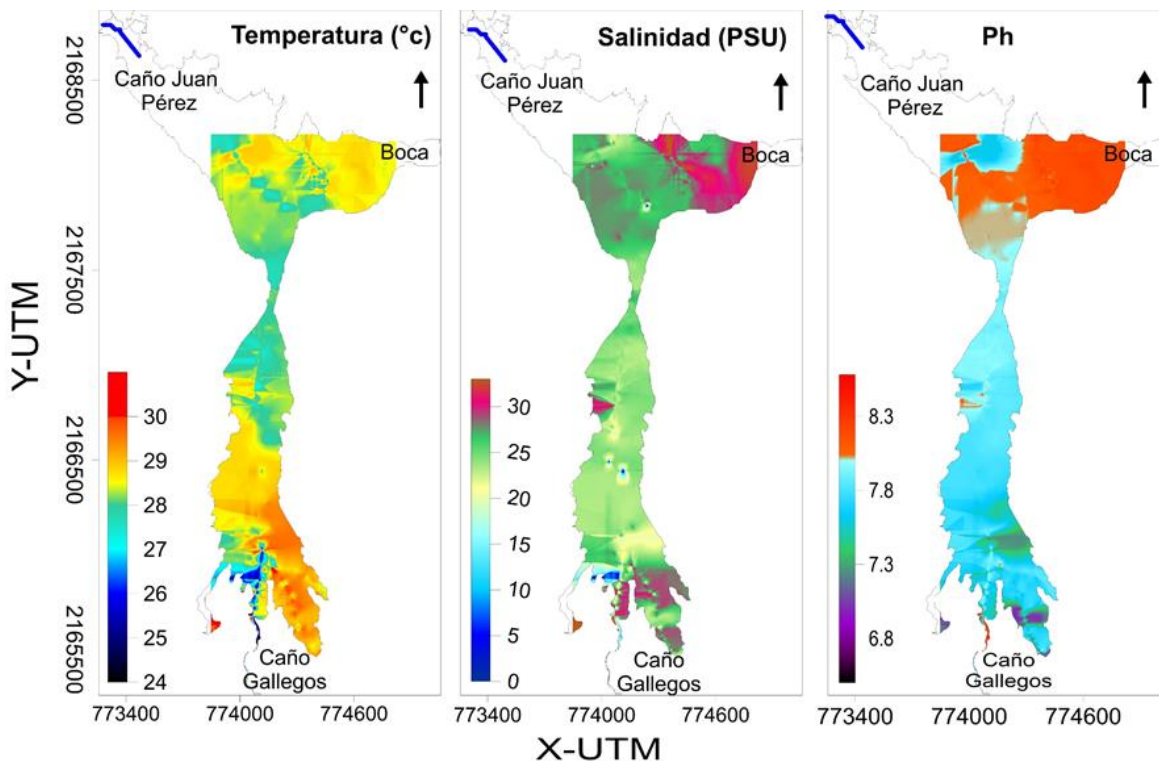 Temperatura (°c)
Salinidad (PSU)
Ph
Caño Juan
Pérez
Caño Juan
Pérez
Caño Juan
Pérez
Boca
Boca
Boca
Y-UTM
2168500
2167500
2166500
2165500
30
29
28
27
26
25
24
30
25
20
15
10
5
0
8.3
7.8
7.3
6.8
Caño
Gallegos
Caño
Gallegos
Caño
Gallegos
773400 774000 774600
773400 774000 774600
773400 774000 774600
X-UTM